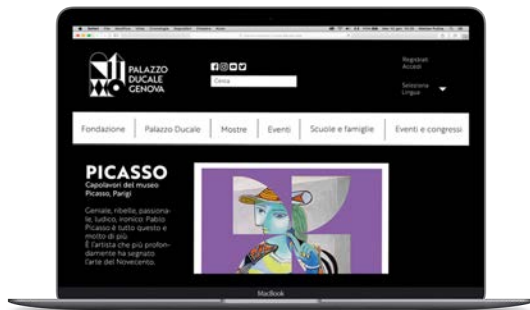 PALAZZO
DUCALE
GENOVA
Cerca
Registrati
Accedi
Seleziona
Lingua
Fondazione
Palazzo Ducale
Mostre
Eventi
Scuole e famiglie
Eventi e congressi
PICASSO
Capolavori del museo
Picasso, Parigi
Geniale, ribelle, passiona-
le, ludico, ironico: Pablo
Picasso è tutto questo e
molto di più.
È l'artista che più profon-
damente ha segnato
l'arte del Novecento.
MacBook